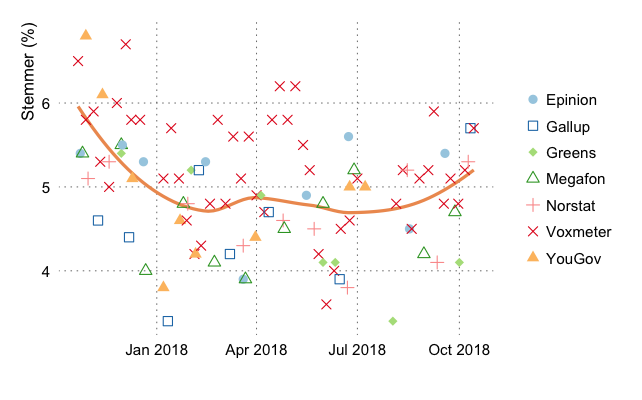 Stemmer (%)
6
5
4
Jan 2018
Apr 2018
Jul 2018
Oct 2018
Epinion
Gallup
Greens
Megafon
Norstat
Voxmeter
YouGov